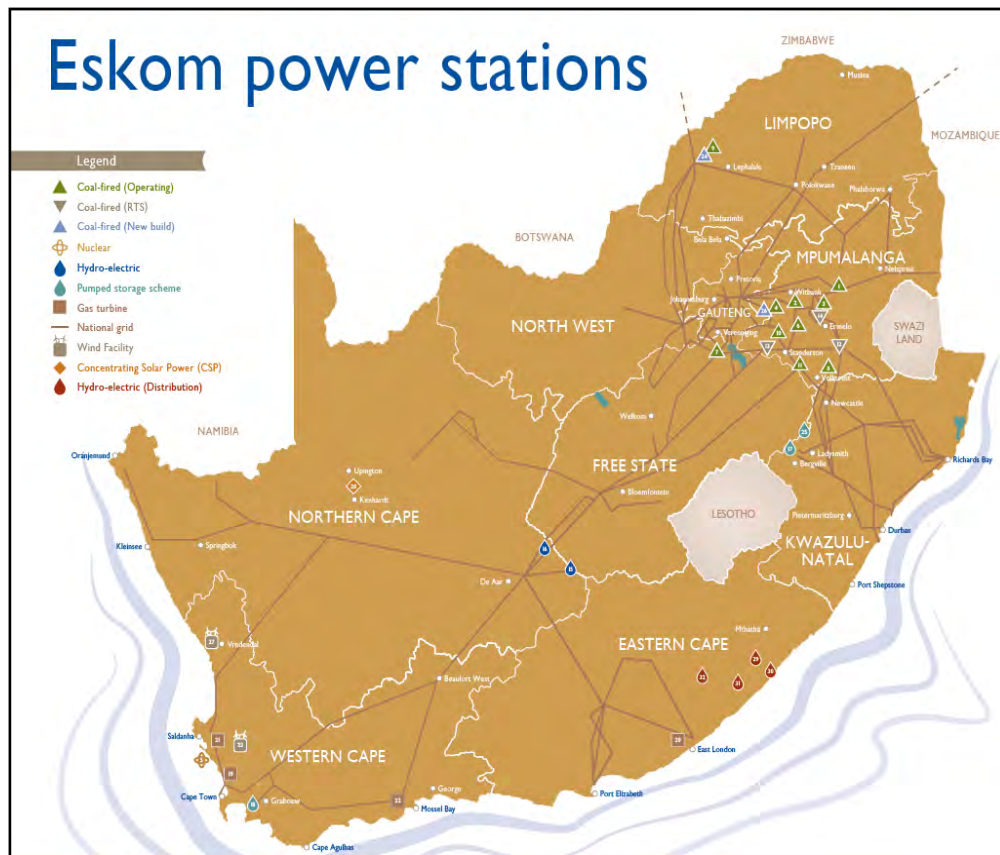 Eskom power stations
Legend
Coal-fired (Operating)
Coal-fired (RTS)
Coal-fired (New build)
Nuclear
Hydro-electric
Pumped storage scheme
Gas turbine
National grid
Wind Facility
Concentrating Solar Power (CSP)
Hydro-electric (Distribution)
ZIMBABWE
Musina
LIMPOPO
MOZAMBIQUE
Lephalale
Tzaneen
Polokwane
Phalaborwa
Thabazimbi
Bela Bela
BOTSWANA
MPUMALANGA
Nelspruit
Pretoria
Witbank
Johannesburg
GAUTENG
Ermelo
SWAZI
LAND
NORTH WEST
Vereeniging
Standerton
Volksrust
Newcastle
Welkom
NAMIBIA
Oranjemund
Ladysmith
Bergville
Richards Bay
Upington
FREE STATE
Kenhardt
Bloemfontein
NORTHERN CAPE
LESOTHO
Pietermaritzburg
Durban
Kleinsee
Springbok
KWAZULU-
NATAL
De Aar
Port Shepstone
EASTERN CAPE
Mthatha
Vredendal
Beaufort West
Saldanha
WESTERN CAPE
East London
Cape Town
Grabouw
George
Mossel Bay
Port Elizabeth
Cape Agulhas